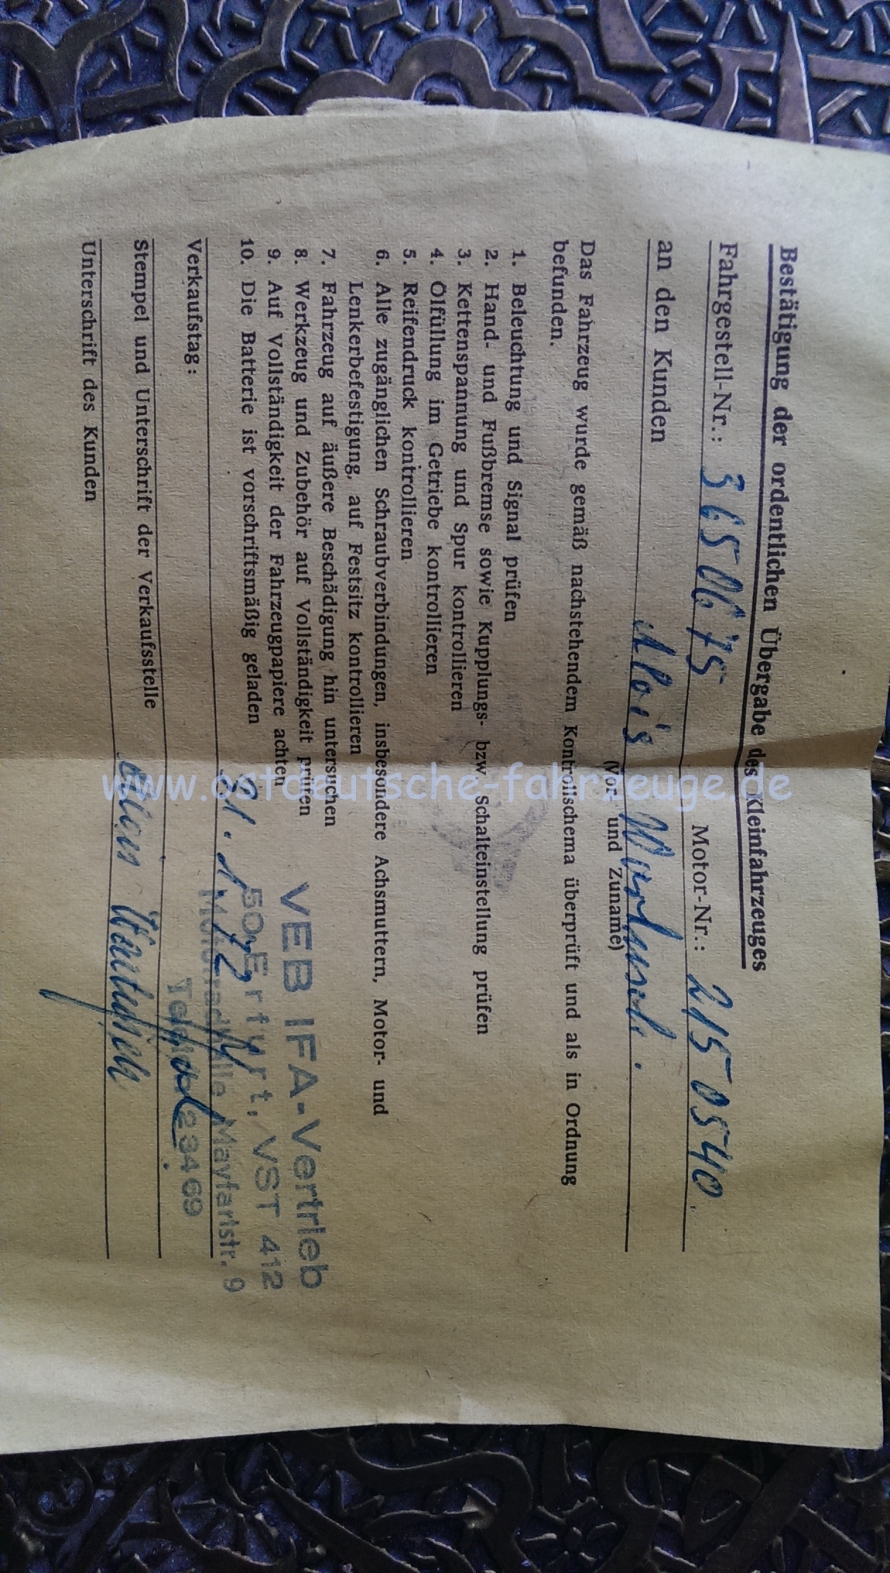 Bestätigung der ordentlichen Übergabe des Kleinfahrzeuges
Fahrgestell-Nr.: 3650675 Motor-Nr.: 2150540
an den Kunden Alois
(Vor- und Zuname)
Das Fahrzeug wurde gemäß nachstehendem Kontrollschema überprüft und als in Ordnung
befunden.
1. Beleuchtung und Signal prüfen
2. Hand- und Fußbremse sowie Kupplungs- bzw. Schalteinstellung prüfen
3. Kettenspannung und Spur kontrollieren
4. Ölfüllung im Getriebe kontrollieren
5. Reifendruck kontrollieren
6. Alle zugänglichen Schraubverbindungen, insbesondere Achsmuttern, Motor- und
Lenkerbefestigung, auf Festsitz kontrollieren
7. Fahrzeug auf äußere Beschädigung hin untersuchen
8. Werkzeug und Zubehör auf Vollständigkeit prüfen
9. Auf Vollständigkeit der Fahrzeugpapiere achten
10. Die Batterie ist vorschriftsmäßig geladen
www.ostdeutsche-fahrzeuge.de
VEB IFA-Vertrieb
50 Erfurt, VST 412
Mayfartstr. 9
23469
Verkaufstag:
Stempel und Unterschrift der Verkaufsstelle
Unterschrift des Kunden Alois